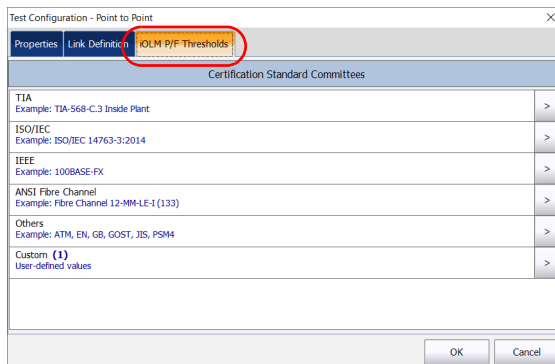 Test Configuration - Point to Point
Properties Link Definition iOLM P/F Thresholds
Certification Standard Committees
TIA
Example: TIA-568-C.3 Inside Plant
>
ISO/IEC
Example: ISO/IEC 14763-3:2014
>
IEEE
Example: 100BASE-FX
>
ANSI Fibre Channel
Example: Fibre Channel 12-MM-LE-I (133)
>
Others
Example: ATM, EN, GB, GOST, JIS, PSM4
>
Custom (1)
User-defined values
>
OK Cancel